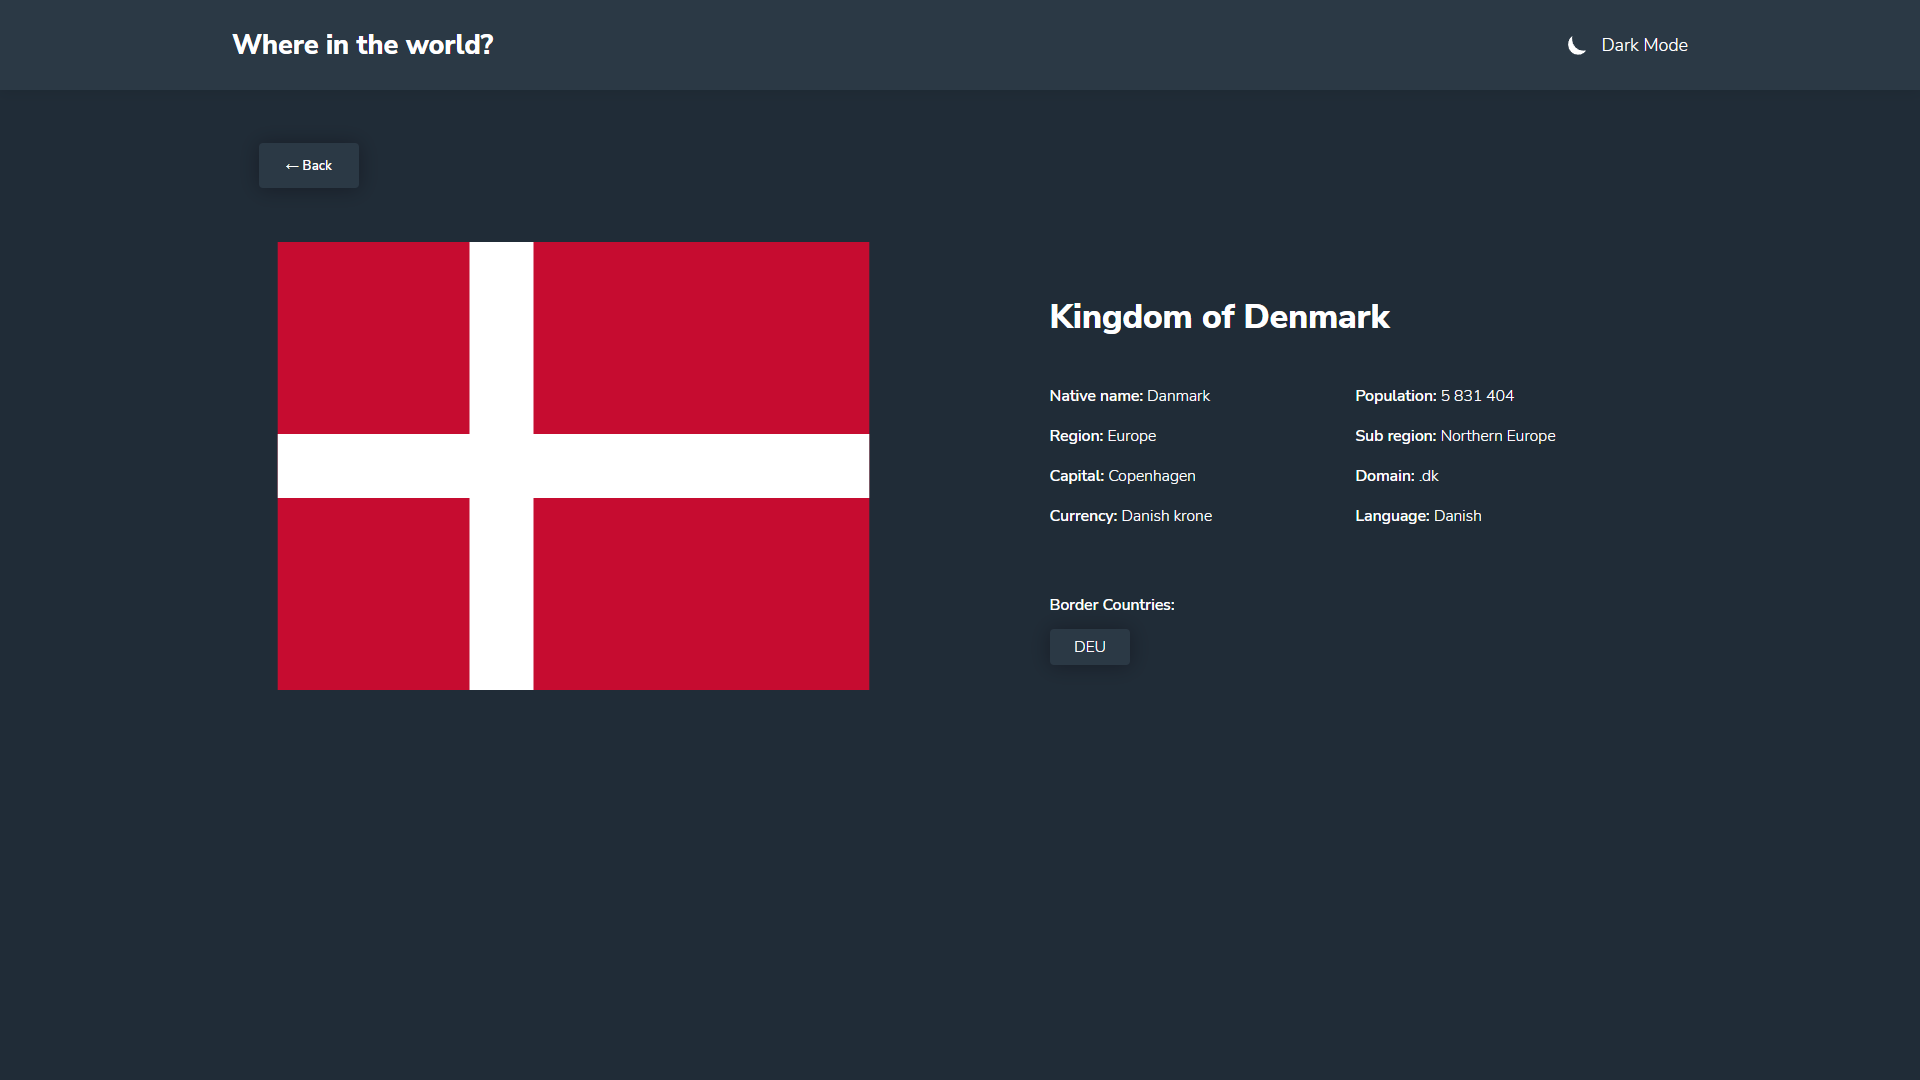 Where in the world?
Dark Mode
← Back
Kingdom of Denmark
Native name: Danmark
Region: Europe
Capital: Copenhagen
Currency: Danish krone
Population: 5 831 404
Sub region: Northern Europe
Domain: .dk
Language: Danish
Border Countries:
DEU